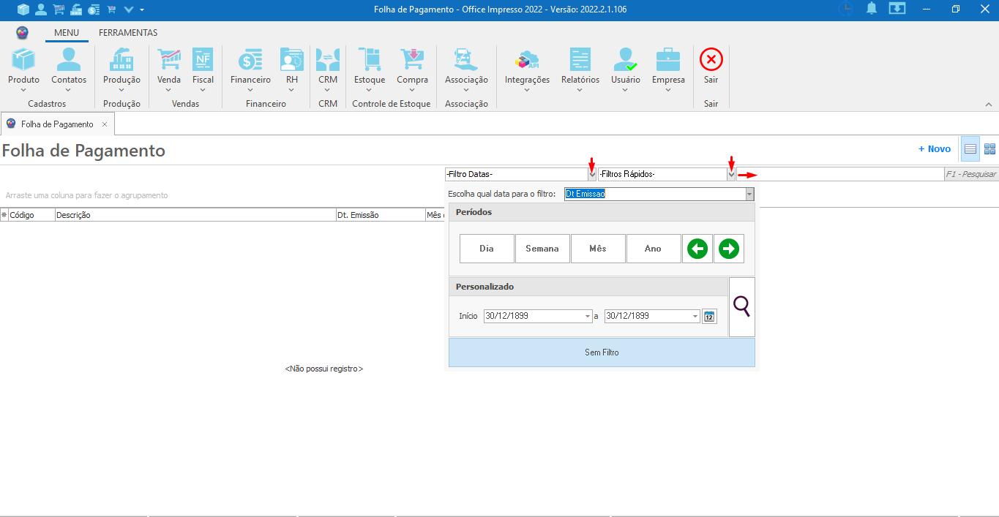 Folha de Pagamento - Office Impresso 2022 - Versão: 2022.2.1.106
MENU FERRAMENTAS
Produto Contatos Produção Venda Fiscal Financeiro RH CRM Estoque Compra Associação Integrações Relatórios Usuário Empresa Sair
Cadastros Produção Vendas Financeiro CRM Controle de Estoque Associação Sair
Folha de Pagamento
Folha de Pagamento
+ Novo
-Filtro Datas- -Filtros Rápidos- F1 - Pesquisar
Arraste uma coluna para fazer o agrupamento
Escolha qual data para o filtro: Dt Emissao
Código Descrição Dt. Emissão Mês
Períodos
Dia Semana Mês Ano
Personalizado
Início 30/12/1899 a 30/12/1899 12
Sem Filtro
<Não possui registro>